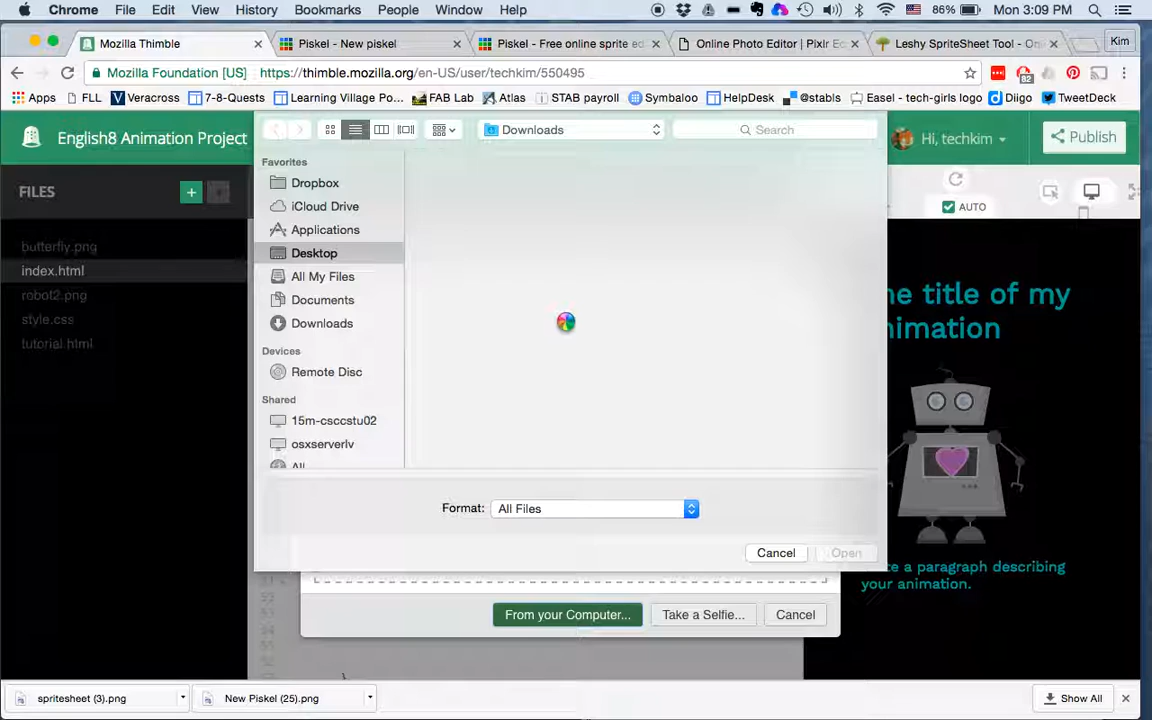 Chrome File Edit View History Bookmarks People Window Help 86% Mon 3:09 PM
Mozilla Thimble Piskel - New piskel Piskel - Free online sprite ed Online Photo Editor | Pixlr E Leshy SpriteSheet Tool - On Kim
Mozilla Foundation [US] https://thimble.mozilla.org/en-US/user/techkim/550495 82
Apps FLL Veracross 7-8-Quests Learning Village Po... FAB Lab Atlas STAB payroll Symbaloo HelpDesk @stabls Easel - tech-girls logo Diigo TweetDeck
English8 Animation Project Downloads Search Hi, techkim Publish
FILES
AUTO
butterfly.png
index.html
robot2.png
style.css
tutorial.html
Favorites
Dropbox
iCloud Drive
Applications
Desktop
All My Files
Documents
Downloads
Devices
Remote Disc
Shared
15m-csccstu02
osxserverlv
All
Format: All Files
Cancel Open
he title of my
nimation
te a paragraph describing
your animation.
From your Computer... Take a Selfie... Cancel
spritesheet (3).png New Piskel (25).png Show All